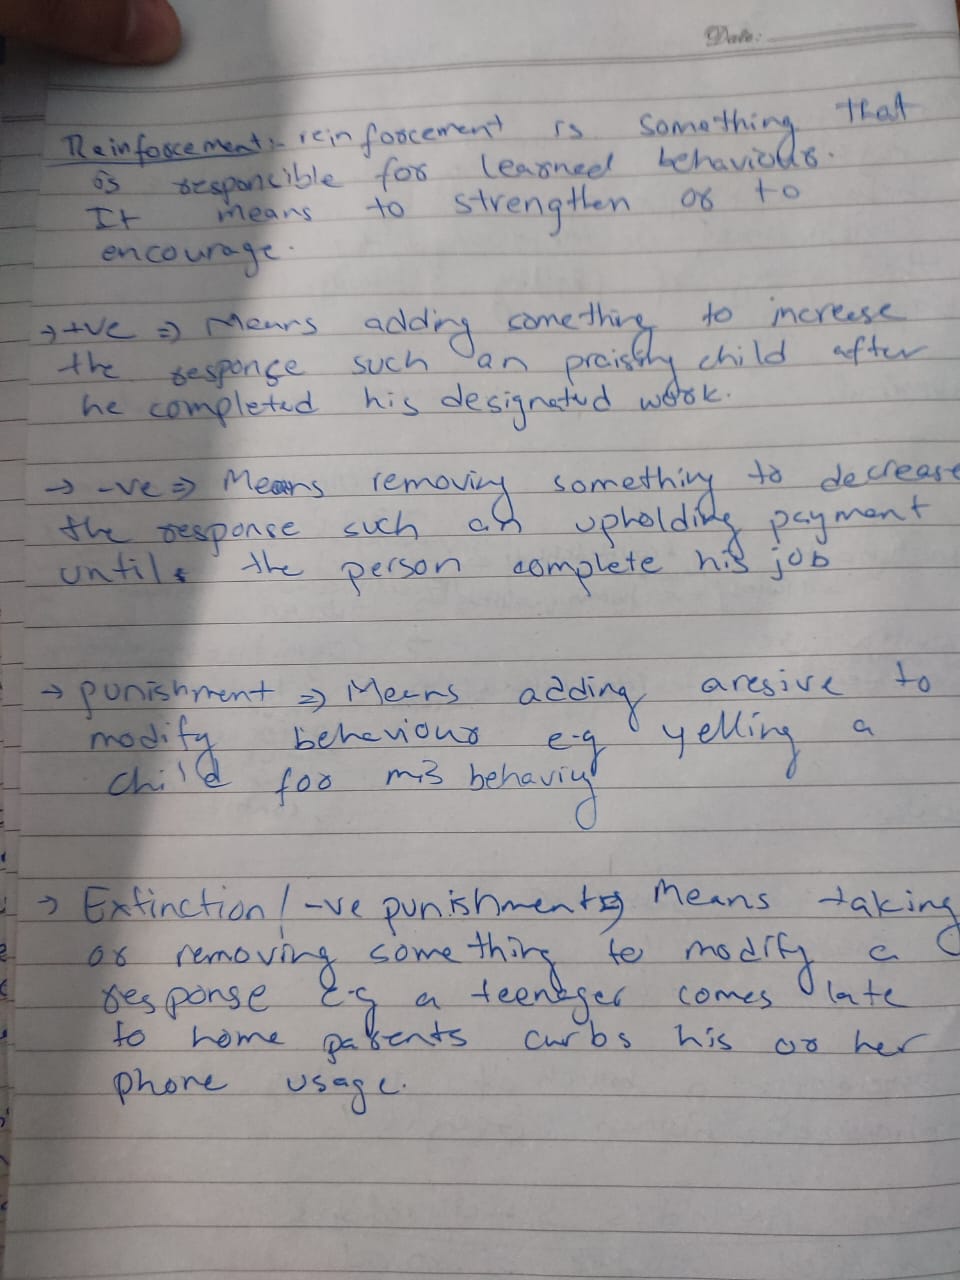 Date:
Reinforcement:- reinforcement is something that
is responcible for learned behaviours.
It means to strengthen or to
encourage.
→ +ve ⇒ Means adding something to increase
the response such an praising child after
he completed his designated work.
→ -ve ⇒ Means removing something to decrease
the response such an upholding payment
until the person complete his job
→ punishment ⇒ Means adding aresive to
modify behaviour e-g yelling a
child for misbehaving
→ Extinction / -ve punishment ⇒ Means taking
or removing something to modify a
response e-g a teenager comes late
to home parents curbs his or her
phone usage.